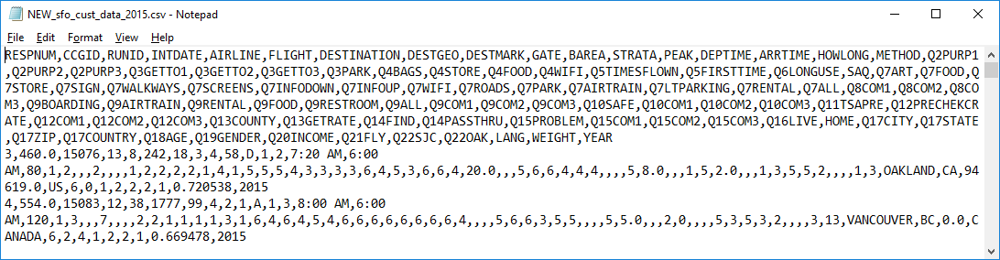 NEW_sfo_cust_data_2015.csv - Notepad
File Edit Format View Help
RESPNUM,CCGID,RUNID,INTDATE,AIRLINE,FLIGHT,DESTINATION,DESTGEO,DESTMARK,GATE,BAREA,STRATA,PEAK,DEPTIME,ARRTIME,HOWLONG,METHOD,Q2PURP1
,Q2PURP2,Q2PURP3,Q3GETTO1,Q3GETTO2,Q3GETTO3,Q3PARK,Q4BAGS,Q4STORE,Q4FOOD,Q4WIFI,Q5TIMESFLOWN,Q5FIRSTTIME,Q6LONGUSE,SAQ,Q7ART,Q7FOOD,Q
7STORE,Q7SIGN,Q7WALKWAYS,Q7SCREENS,Q7INFODOWN,Q7INFOUP,Q7WIFI,Q7ROADS,Q7PARK,Q7AIRTRAIN,Q7LTPARKING,Q7RENTAL,Q7ALL,Q8COM1,Q8COM2,Q8CO
M3,Q9BOARDING,Q9AIRTRAIN,Q9RENTAL,Q9FOOD,Q9RESTROOM,Q9ALL,Q9COM1,Q9COM2,Q9COM3,Q10SAFE,Q10COM1,Q10COM2,Q10COM3,Q11TSAPRE,Q12PRECHEKCR
ATE,Q12COM1,Q12COM2,Q12COM3,Q13COUNTY,Q13GETRATE,Q14FIND,Q14PASSTHRU,Q15PROBLEM,Q15COM1,Q15COM2,Q15COM3,Q16LIVE,HOME,Q17CITY,Q17STATE
,Q17ZIP,Q17COUNTRY,Q18AGE,Q19GENDER,Q20INCOME,Q21FLY,Q22SJC,Q22OAK,LANG,WEIGHT,YEAR
3,460.0,15076,13,8,242,18,3,4,58,D,1,2,7:20 AM,6:00
AM,80,1,2,,,2,,,,1,2,2,2,2,1,4,1,5,5,5,4,3,3,3,3,6,4,5,3,6,6,4,20.0,,,5,6,6,4,4,4,,,,5,8.0,,,1,5,2.0,,,1,3,5,5,2,,,,1,3,OAKLAND,CA,94
619.0,US,6,0,1,2,2,2,1,0.720538,2015
4,554.0,15083,12,38,1777,99,4,2,1,A,1,3,8:00 AM,6:00
AM,120,1,3,,,7,,,,2,2,1,1,1,1,3,1,6,4,6,4,5,4,6,6,6,6,6,6,6,6,4,,,,5,6,6,3,5,5,,,,5,5.0,,,2,0,,,,5,3,5,3,2,,,,3,13,VANCOUVER,BC,0.0,C
ANADA,6,2,4,1,2,2,1,0.669478,2015